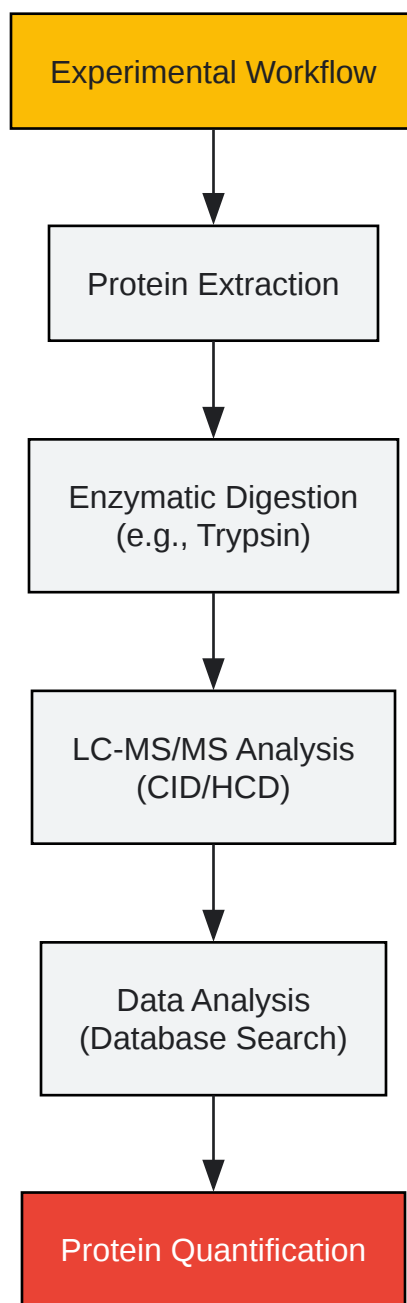 Experimental Workflow
Protein Extraction
Enzymatic Digestion
(e.g., Trypsin)
LC-MS/MS Analysis
(CID/HCD)
Data Analysis
(Database Search)
Protein Quantification